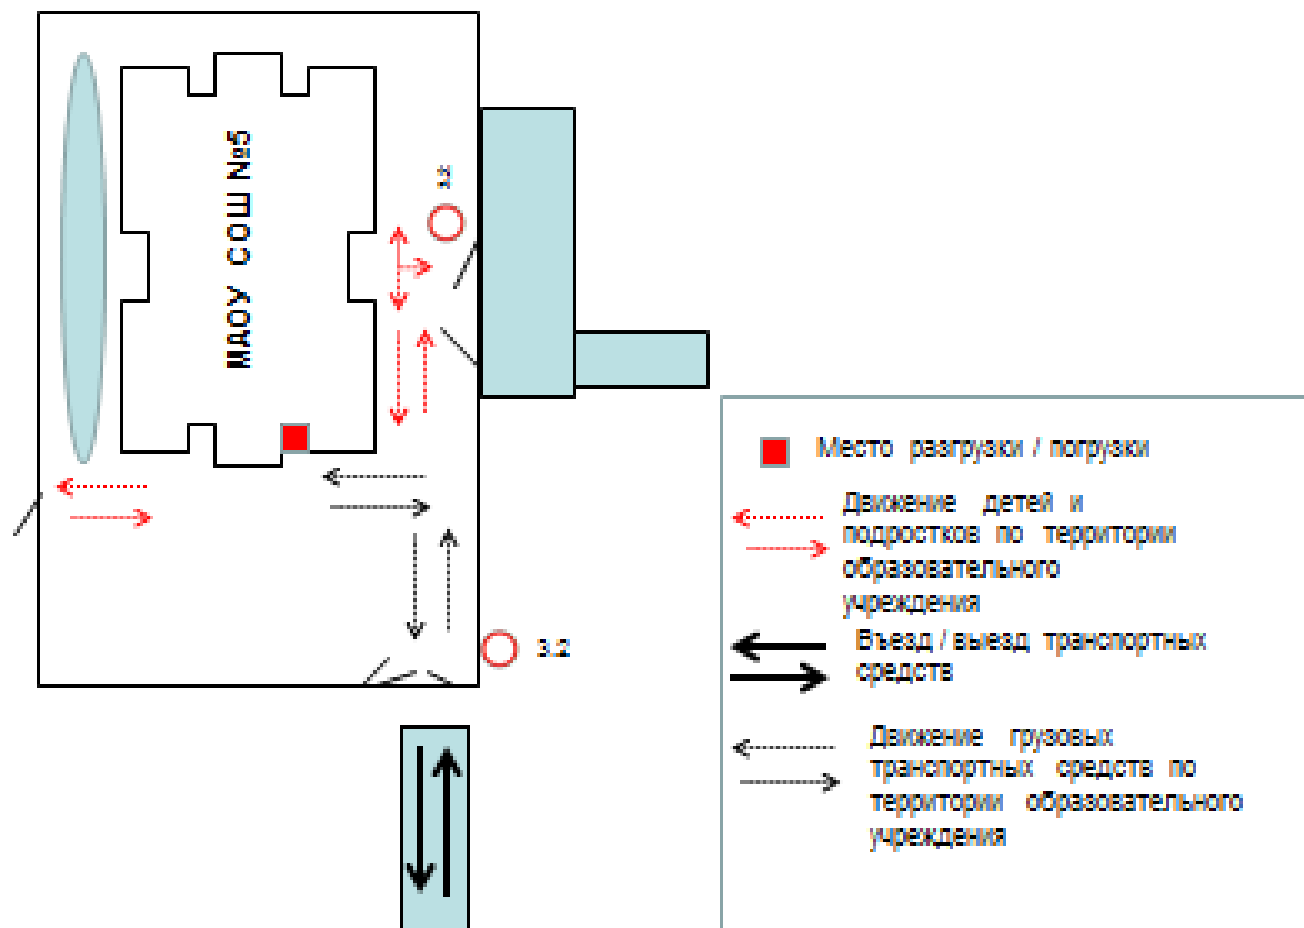 МАОУ СОШ №5
3.2
3.2
Место разгрузки / погрузки
Движение детей и
подростков по территории
образовательного
учреждения
Въезд / выезд транспортных
средств
Движение грузовых
транспортных средств по
территории образовательного
учреждения